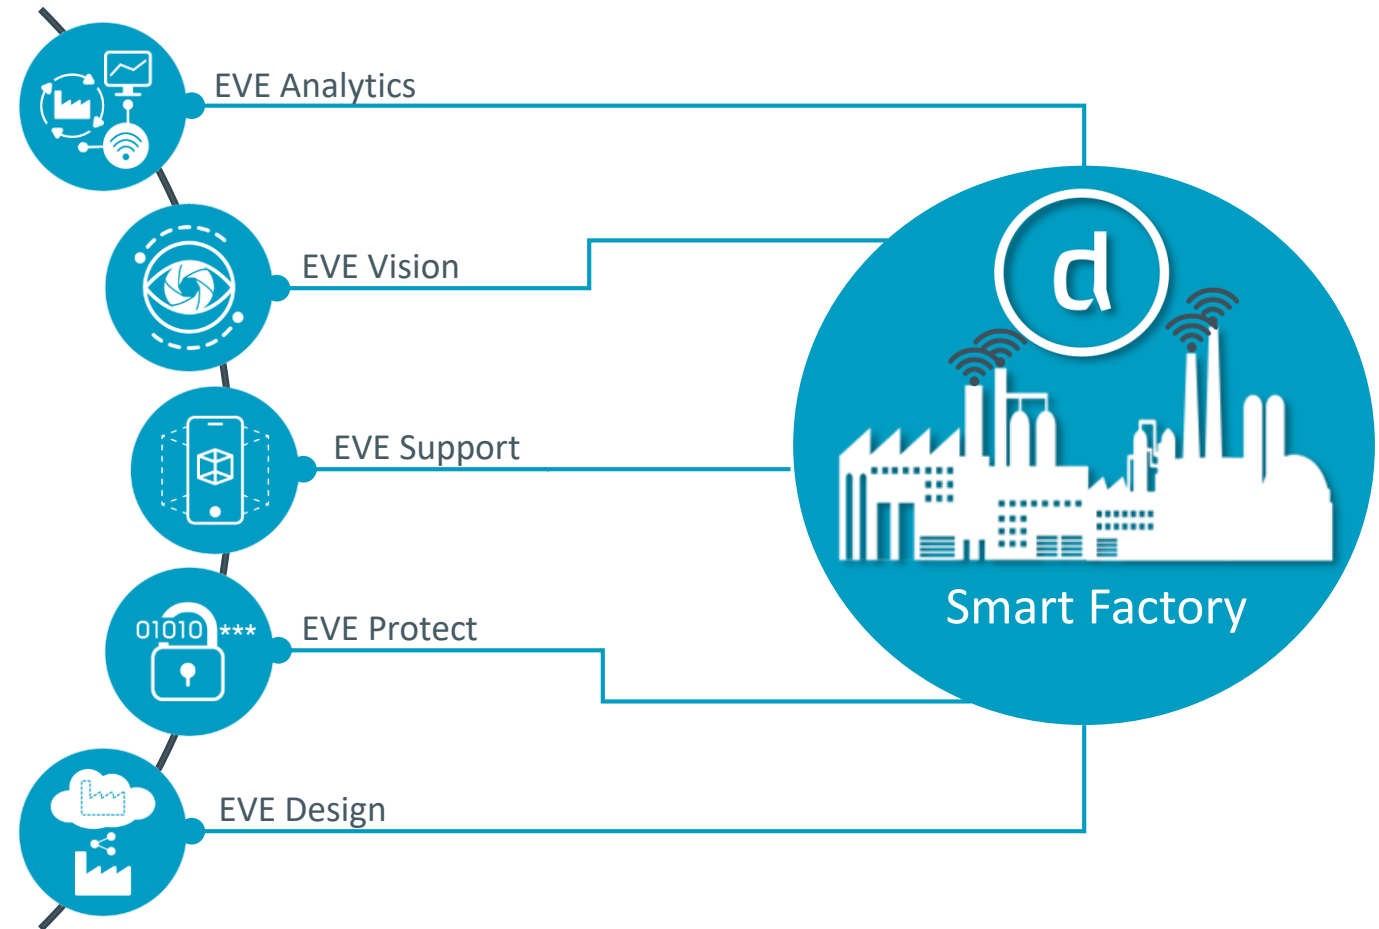 EVE Analytics
EVE Vision
d
EVE Support
Smart Factory
01010 ***
EVE Protect
EVE Design